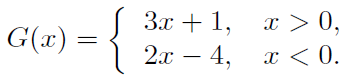 G(x) = { 3x + 1, x > 0,
2x − 4, x < 0.